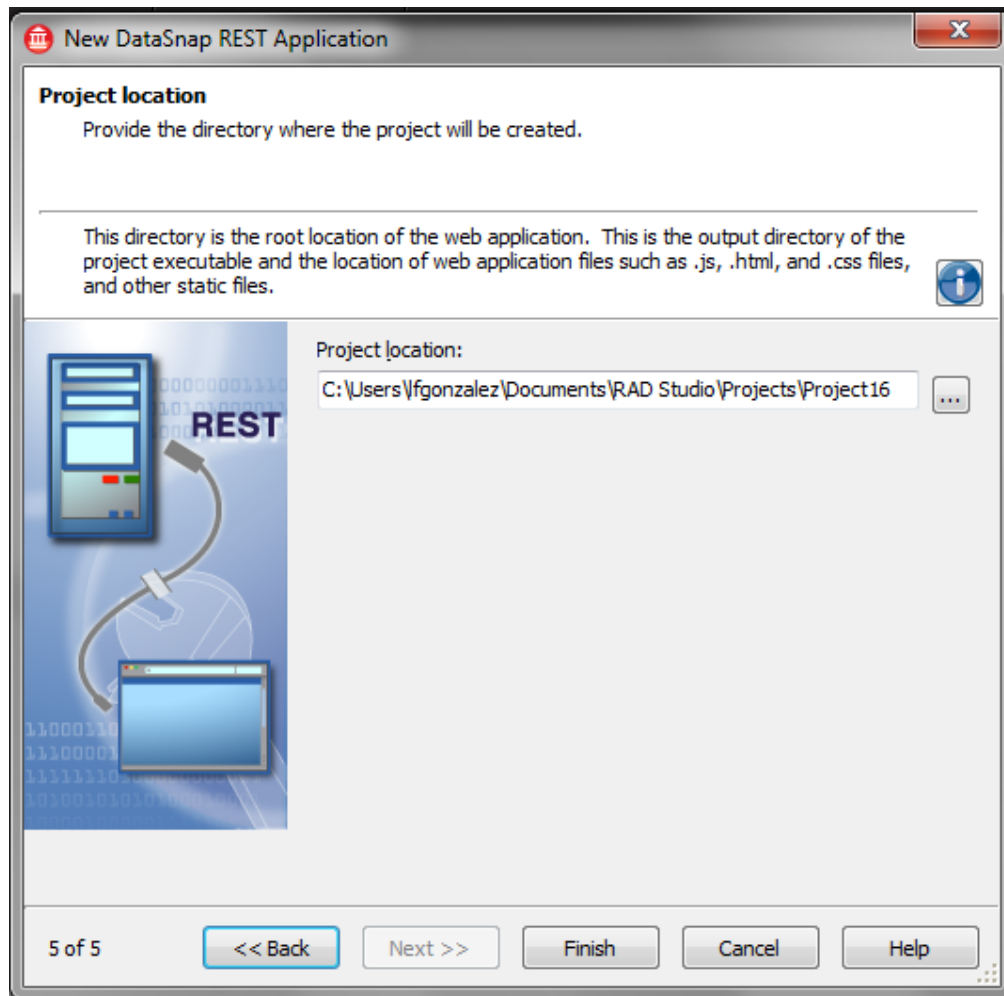 New DataSnap REST Application
Project location
Provide the directory where the project will be created.
This directory is the root location of the web application.  This is the output directory of the
project executable and the location of web application files such as .js, .html, and .css files,
and other static files.
Project location:
C:\Users\lfgonzalez\Documents\RAD Studio\Projects\Project16
...
REST
5 of 5
<< Back
Next >>
Finish
Cancel
Help